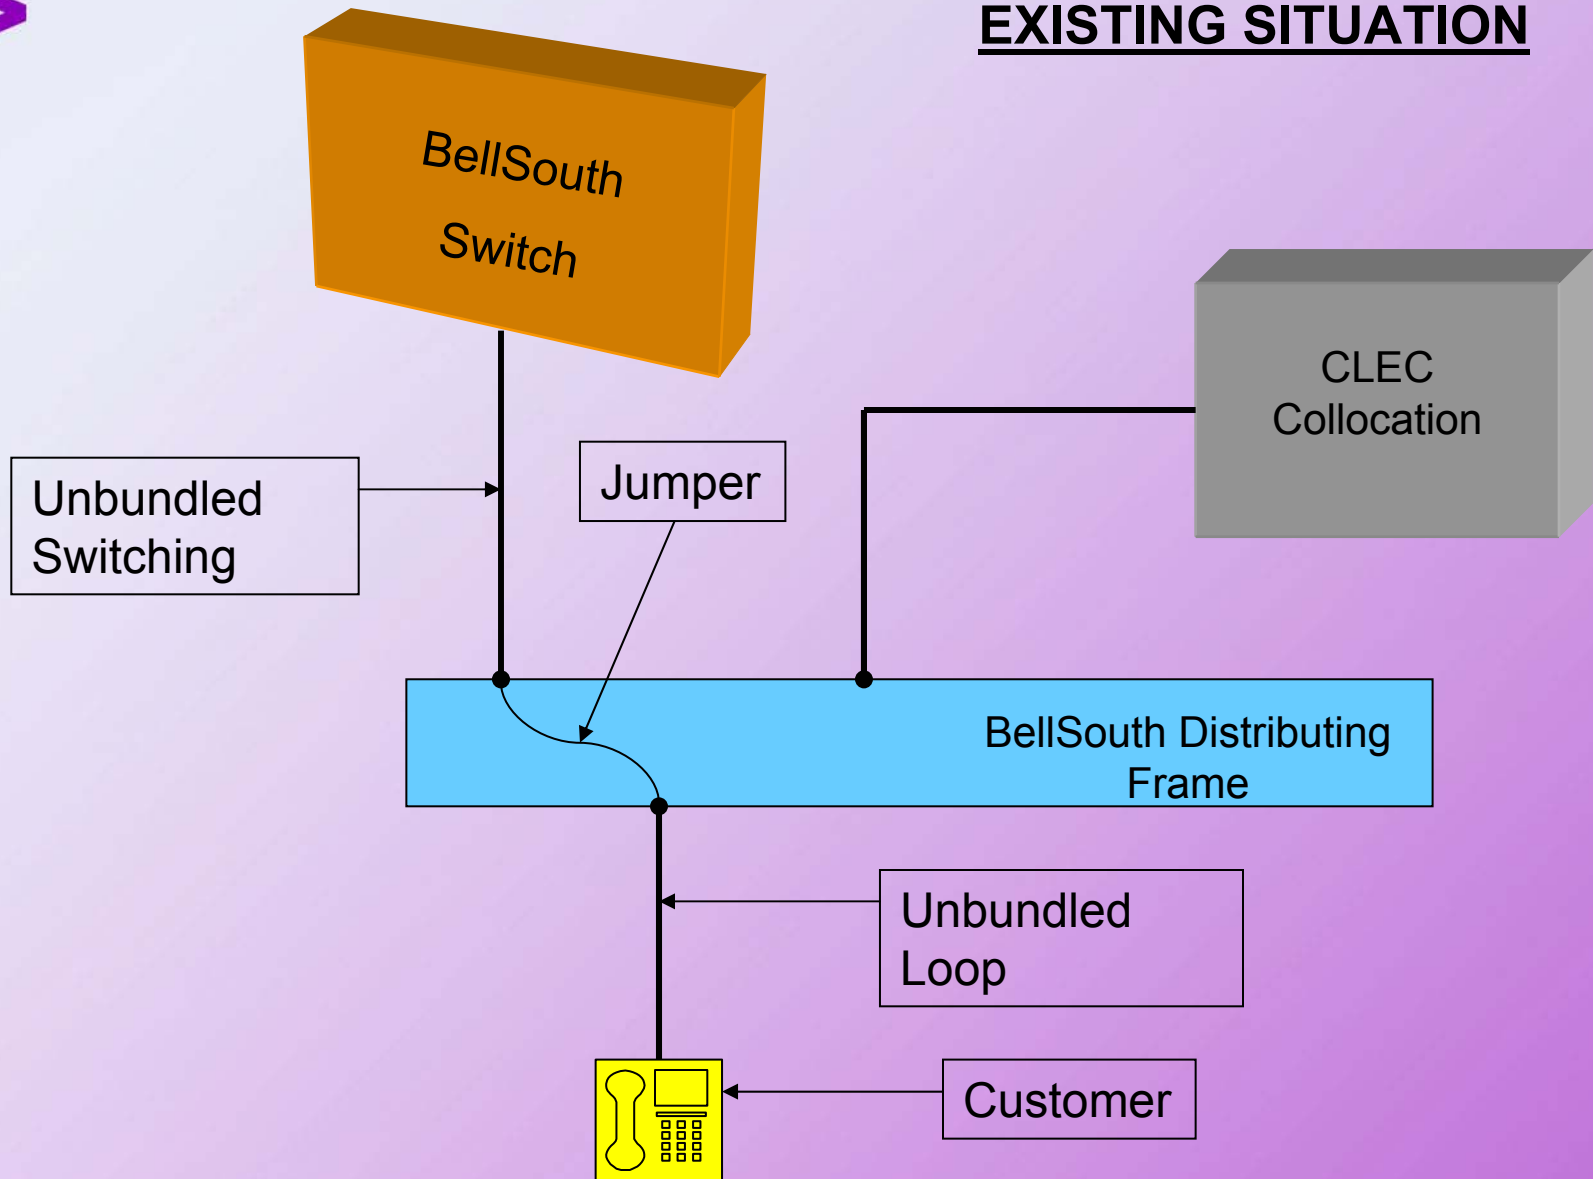 EXISTING SITUATION
BellSouth
Switch
CLEC
Collocation
Unbundled
Switching
Jumper
BellSouth Distributing
Frame
Unbundled
Loop
Customer